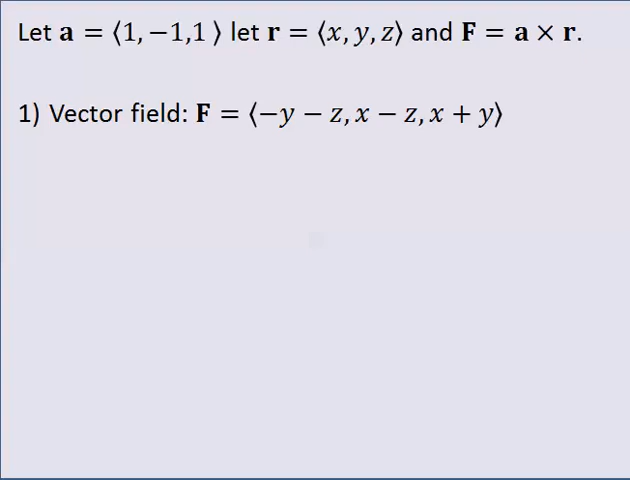 Let a = ⟨1, −1,1 ⟩ let r = ⟨x, y, z⟩ and F = a × r.
1) Vector field: F = ⟨−y − z, x − z, x + y⟩